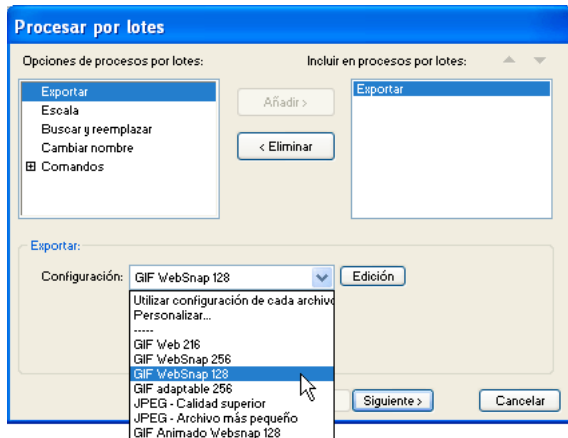 Procesar por lotes
Opciones de procesos por lotes:
Incluir en procesos por lotes:
Exportar
Escala
Buscar y reemplazar
Cambiar nombre
Comandos
Añadir >
< Eliminar
Exportar
Exportar:
Configuración:
GIF WebSnap 128
Edición
Utilizar configuración de cada archivo
Personalizar...
-----
GIF Web 216
GIF WebSnap 256
GIF WebSnap 128
GIF adaptable 256
JPEG - Calidad superior
JPEG - Archivo más pequeño
GIF Animado Websnap 128
Siguiente >
Cancelar